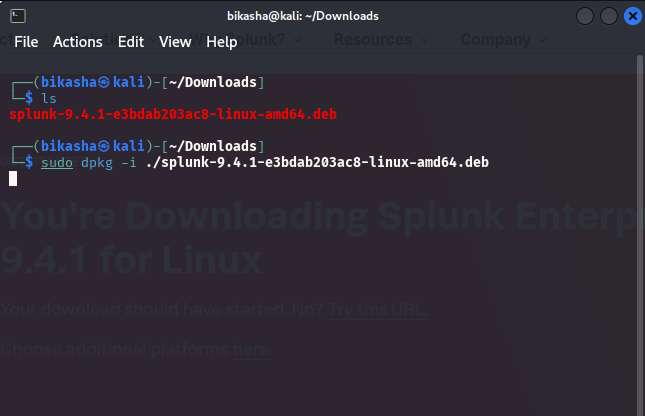 bikasha@kali: ~/Downloads
File Actions Edit View Help
Splunk? Resources Company
┌──(bikasha㉿kali)-[~/Downloads]
└─$ ls
splunk-9.4.1-e3bdab203ac8-linux-amd64.deb
┌──(bikasha㉿kali)-[~/Downloads]
└─$ sudo dpkg -i ./splunk-9.4.1-e3bdab203ac8-linux-amd64.deb
You're Downloading Splunk Enterp
9.4.1 for Linux
Your download should have started. No? Try this URL.
Choose additional platforms here.